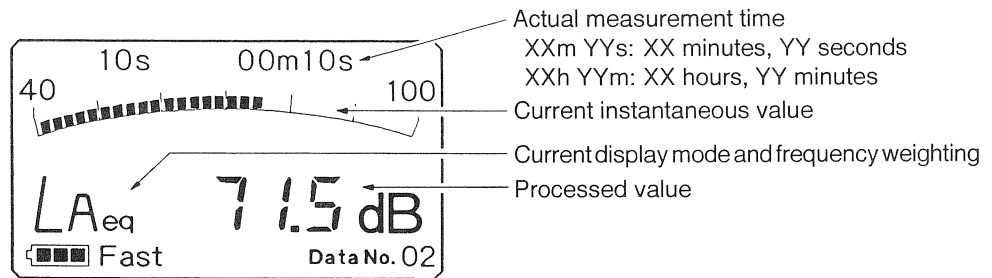 Actual measurement time
XXm YYs: XX minutes, YY seconds
XXh YYm: XX hours, YY minutes
10s 00m10s
40 100
Current instantaneous value
Current display mode and frequency weighting
LAeq 71.5 dB
Processed value
Fast Data No. 02